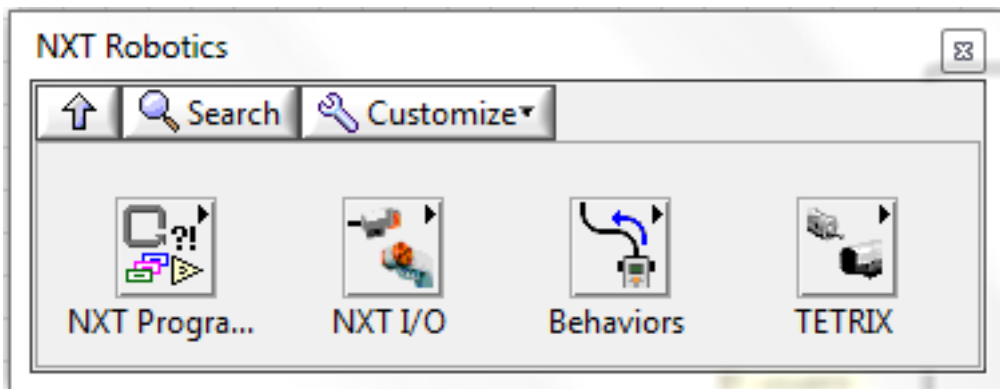 NXT Robotics
Search Customize
?!
NXT Progra... NXT I/O Behaviors TETRIX